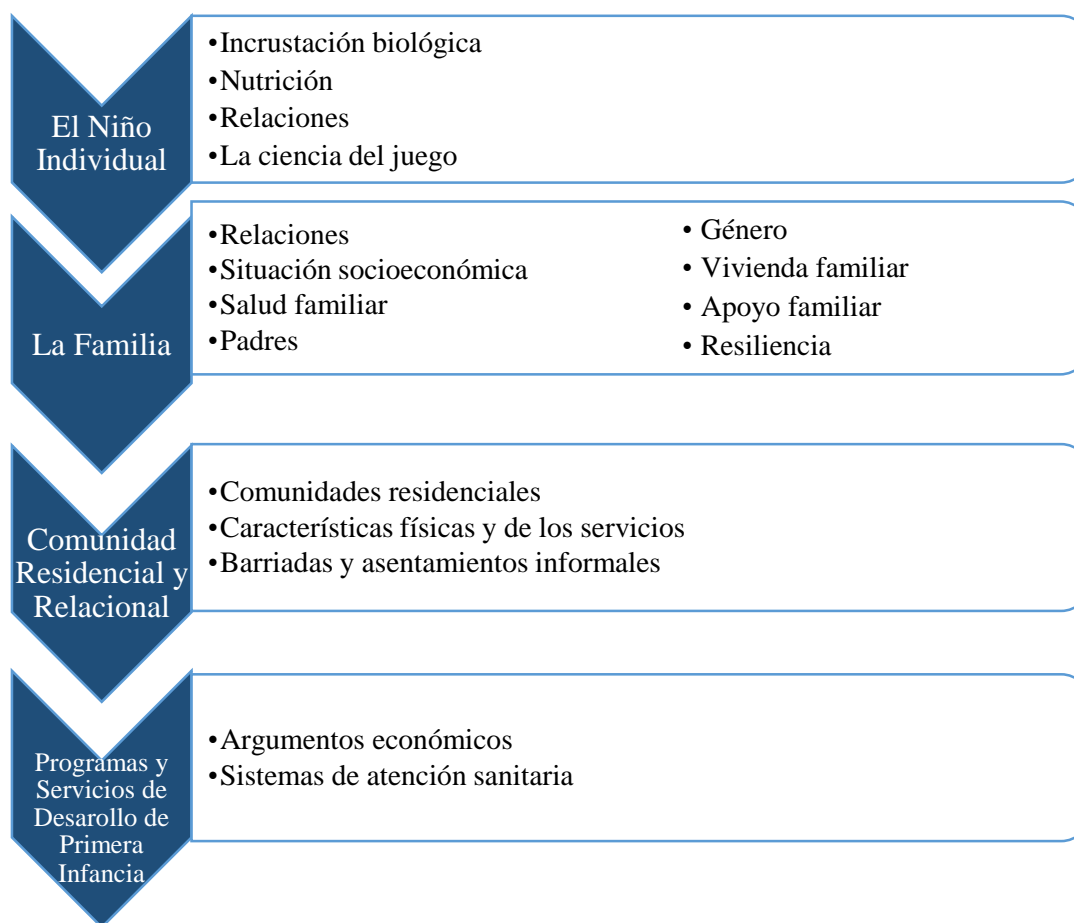 El Niño
Individual
•Incrustación biológica
•Nutrición
•Relaciones
•La ciencia del juego
La Familia
•Relaciones
•Situación socioeconómica
•Salud familiar
•Padres
• Género
• Vivienda familiar
• Apoyo familiar
• Resiliencia
Comunidad
Residencial y
Relacional
•Comunidades residenciales
•Características físicas y de los servicios
•Barriadas y asentamientos informales
Programas y
Servicios de
Desarollo de
Primera
Infancia
•Argumentos económicos
•Sistemas de atención sanitaria